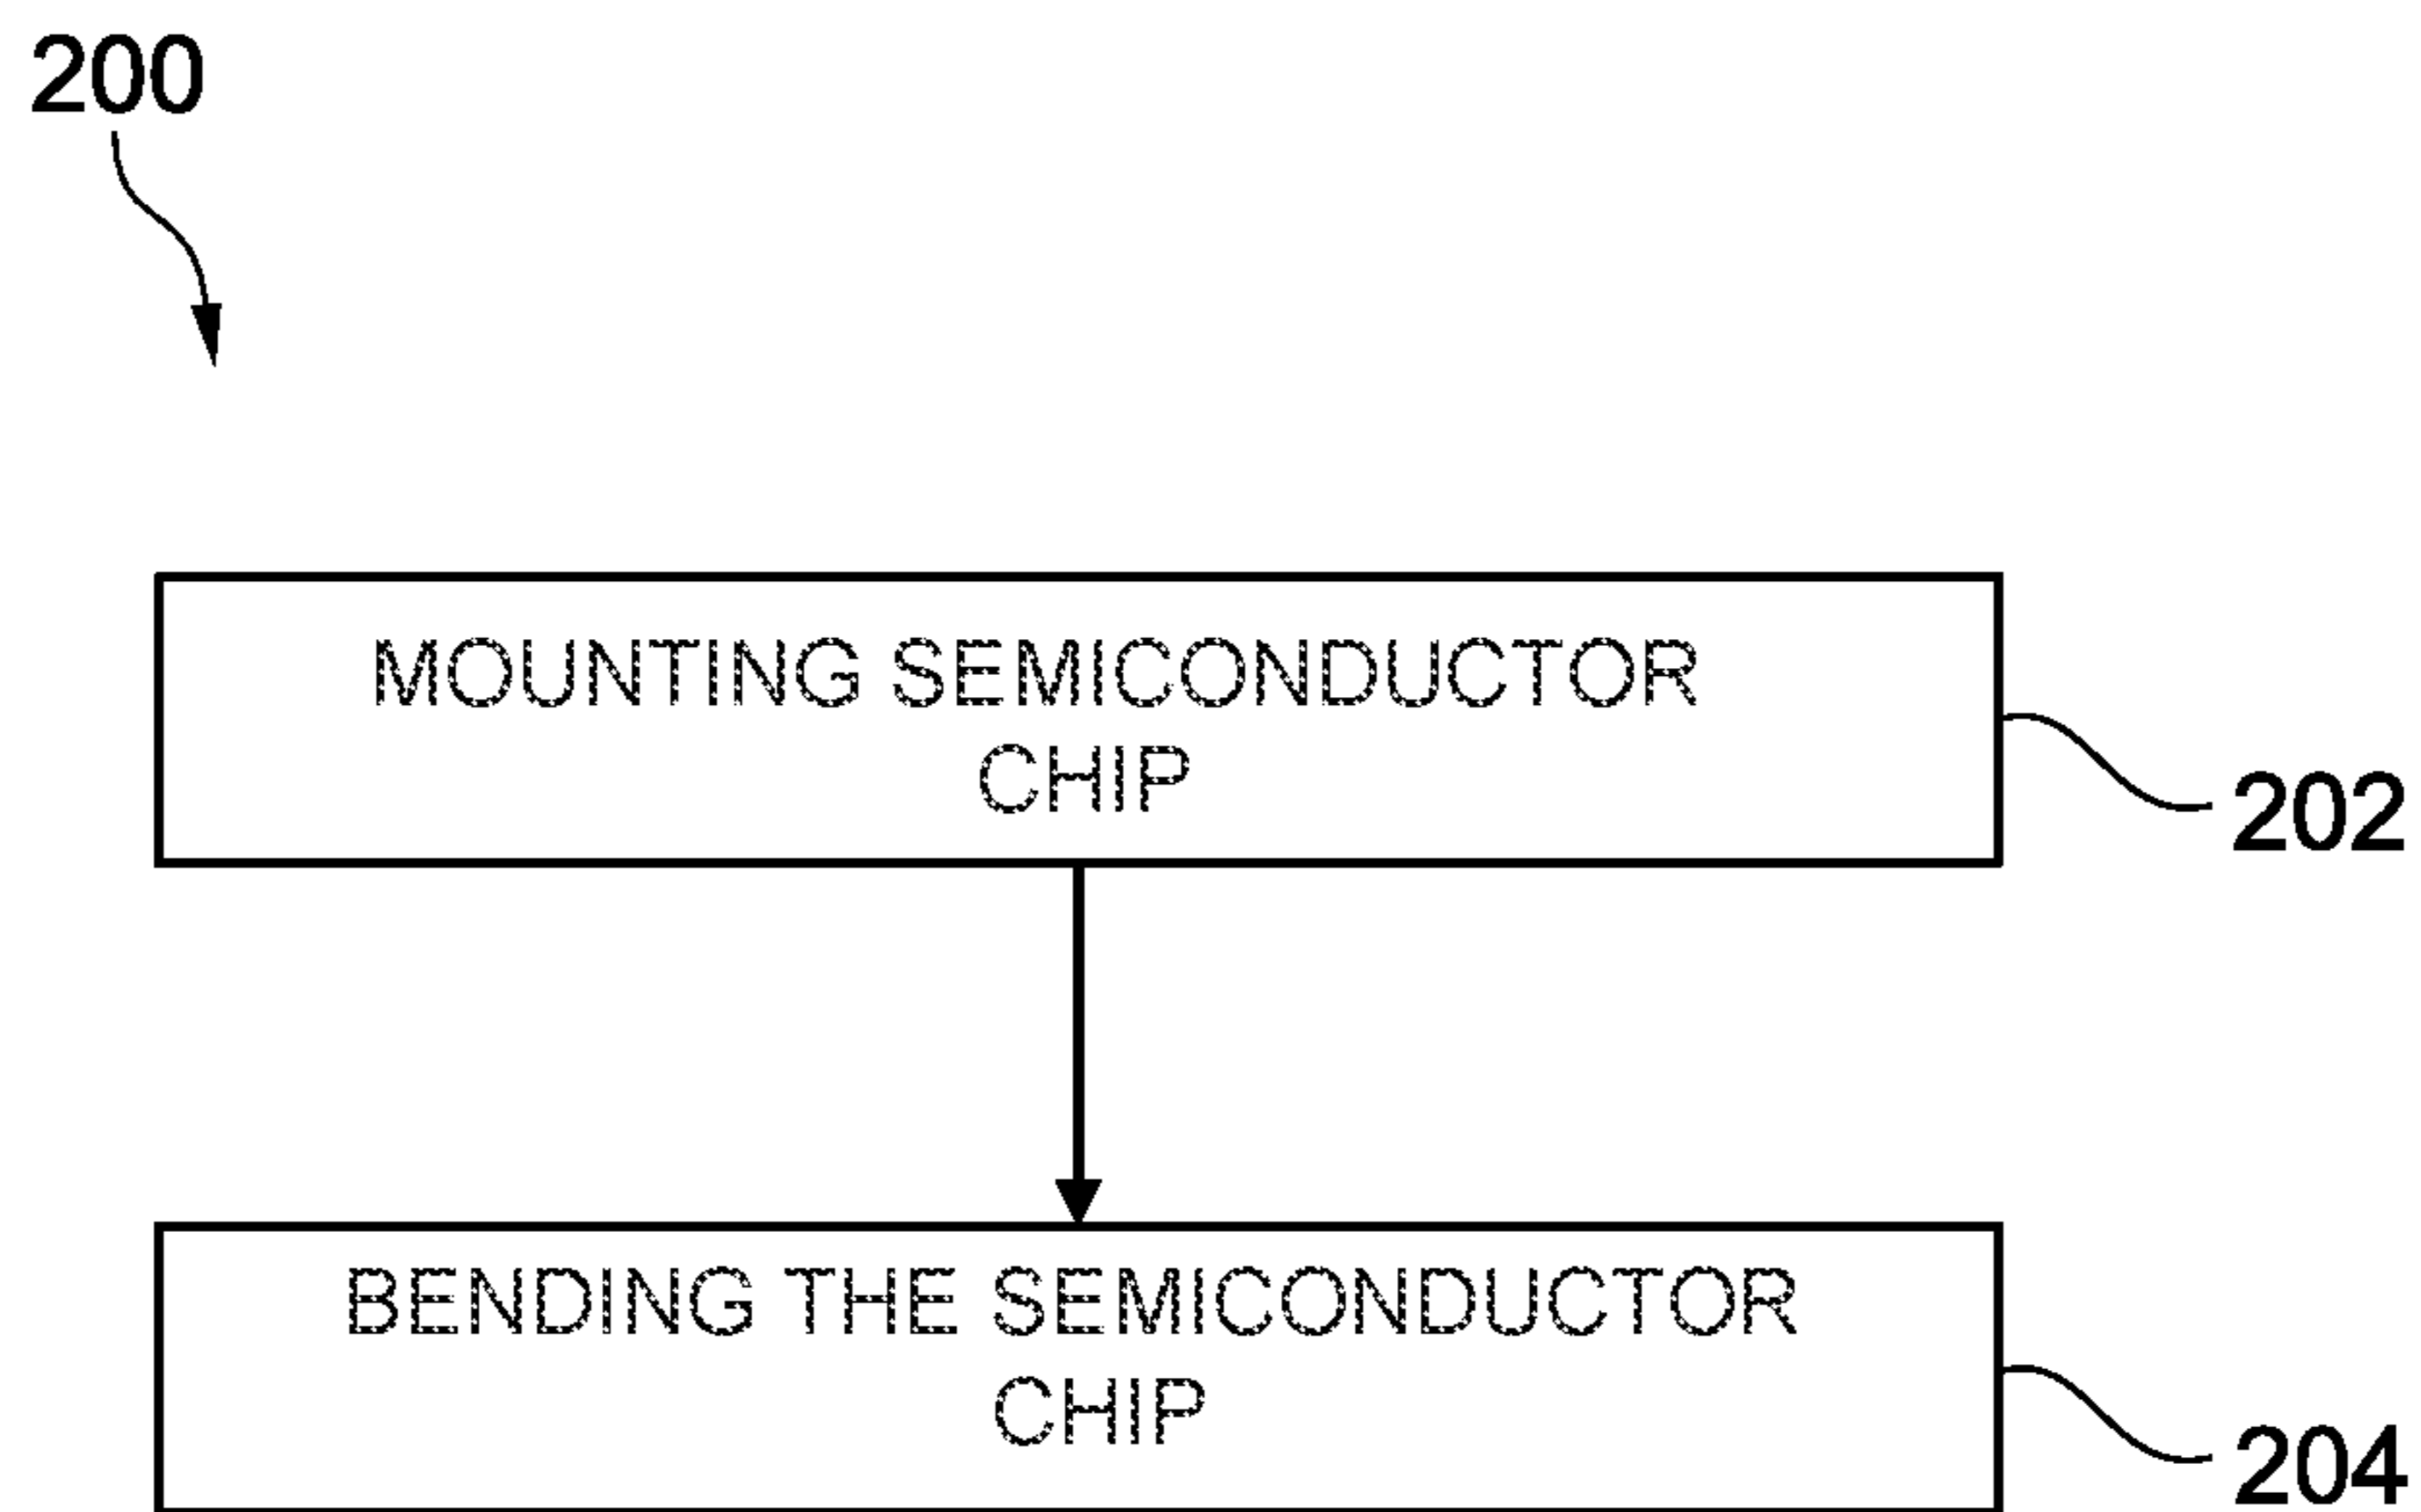 200
MOUNTING SEMICONDUCTOR
CHIP
202
BENDING THE SEMICONDUCTOR
CHIP
204